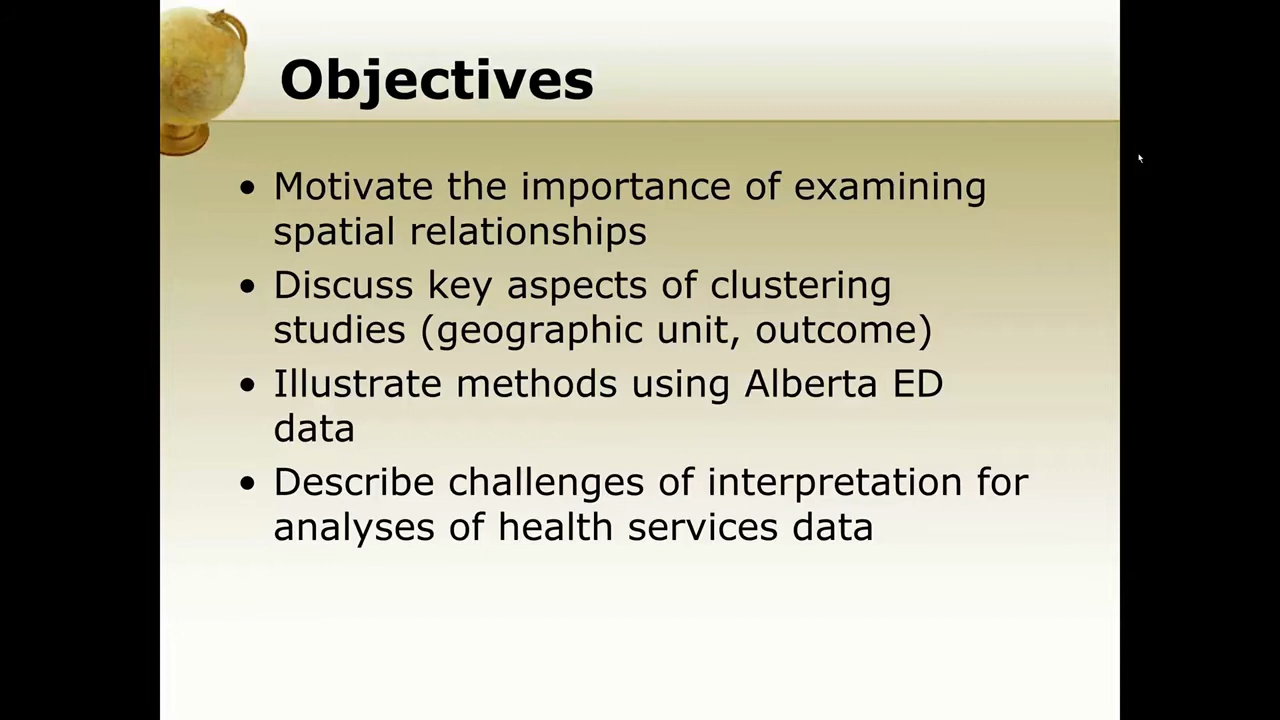 Objectives
• Motivate the importance of examining
spatial relationships
• Discuss key aspects of clustering
studies (geographic unit, outcome)
• Illustrate methods using Alberta ED
data
• Describe challenges of interpretation for
analyses of health services data